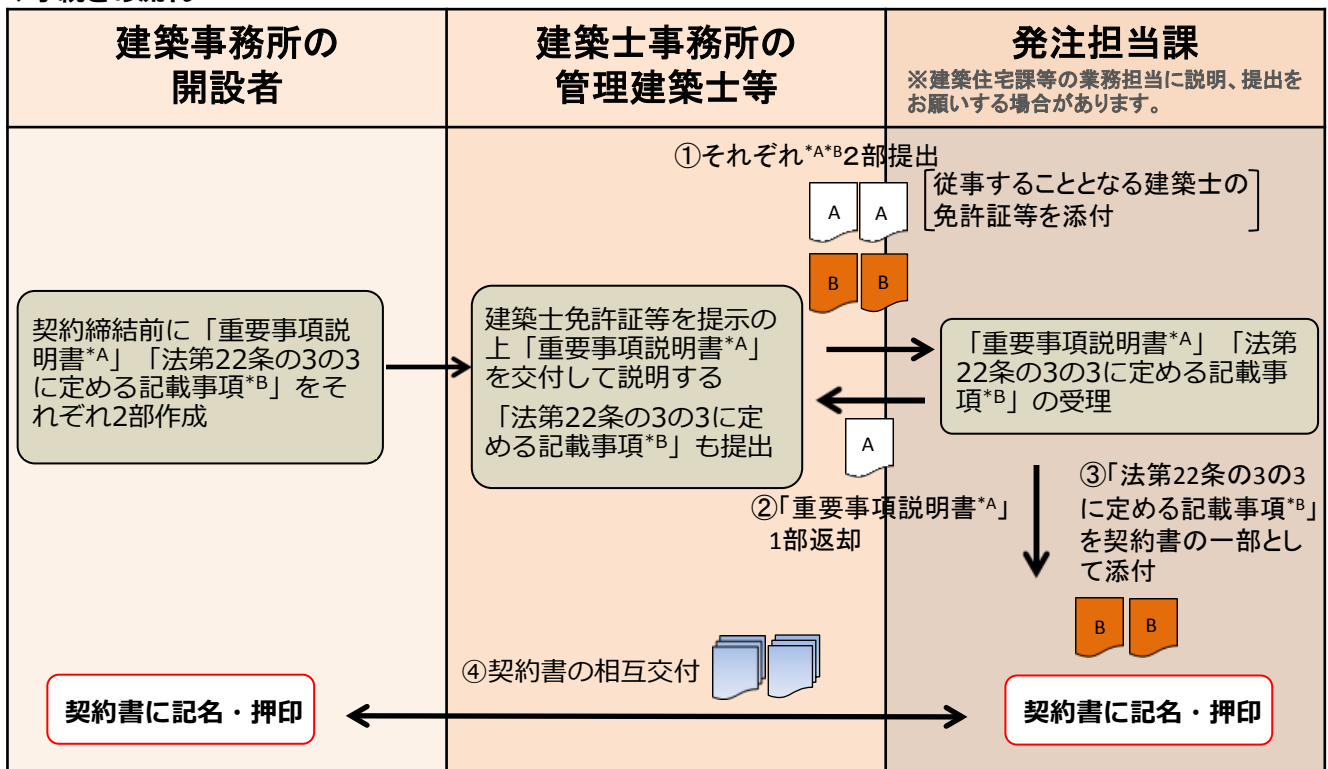 建築事務所の
開設者
建築士事務所の
管理建築士等
発注担当課
※建築住宅課等の業務担当に説明、提出を
お願いする場合があります。
①それぞれ*A*B2部提出
従事することとなる建築士の
免許証等を添付
A
A
B
B
契約締結前に「重要事項説
明書*A」「法第22条の3の3
に定める記載事項*B」をそ
れぞれ2部作成
建築士免許証等を提示の
上「重要事項説明書*A」
を交付して説明する
「法第22条の3の3に定
める記載事項*B」も提出
「重要事項説明書*A」「法第
22条の3の3に定める記載事
項*B」の受理
A
②「重要事項説明書*A」
1部返却
③「法第22条の3の3
に定める記載事項*B」
を契約書の一部とし
て添付
B
B
④契約書の相互交付
契約書に記名・押印
契約書に記名・押印